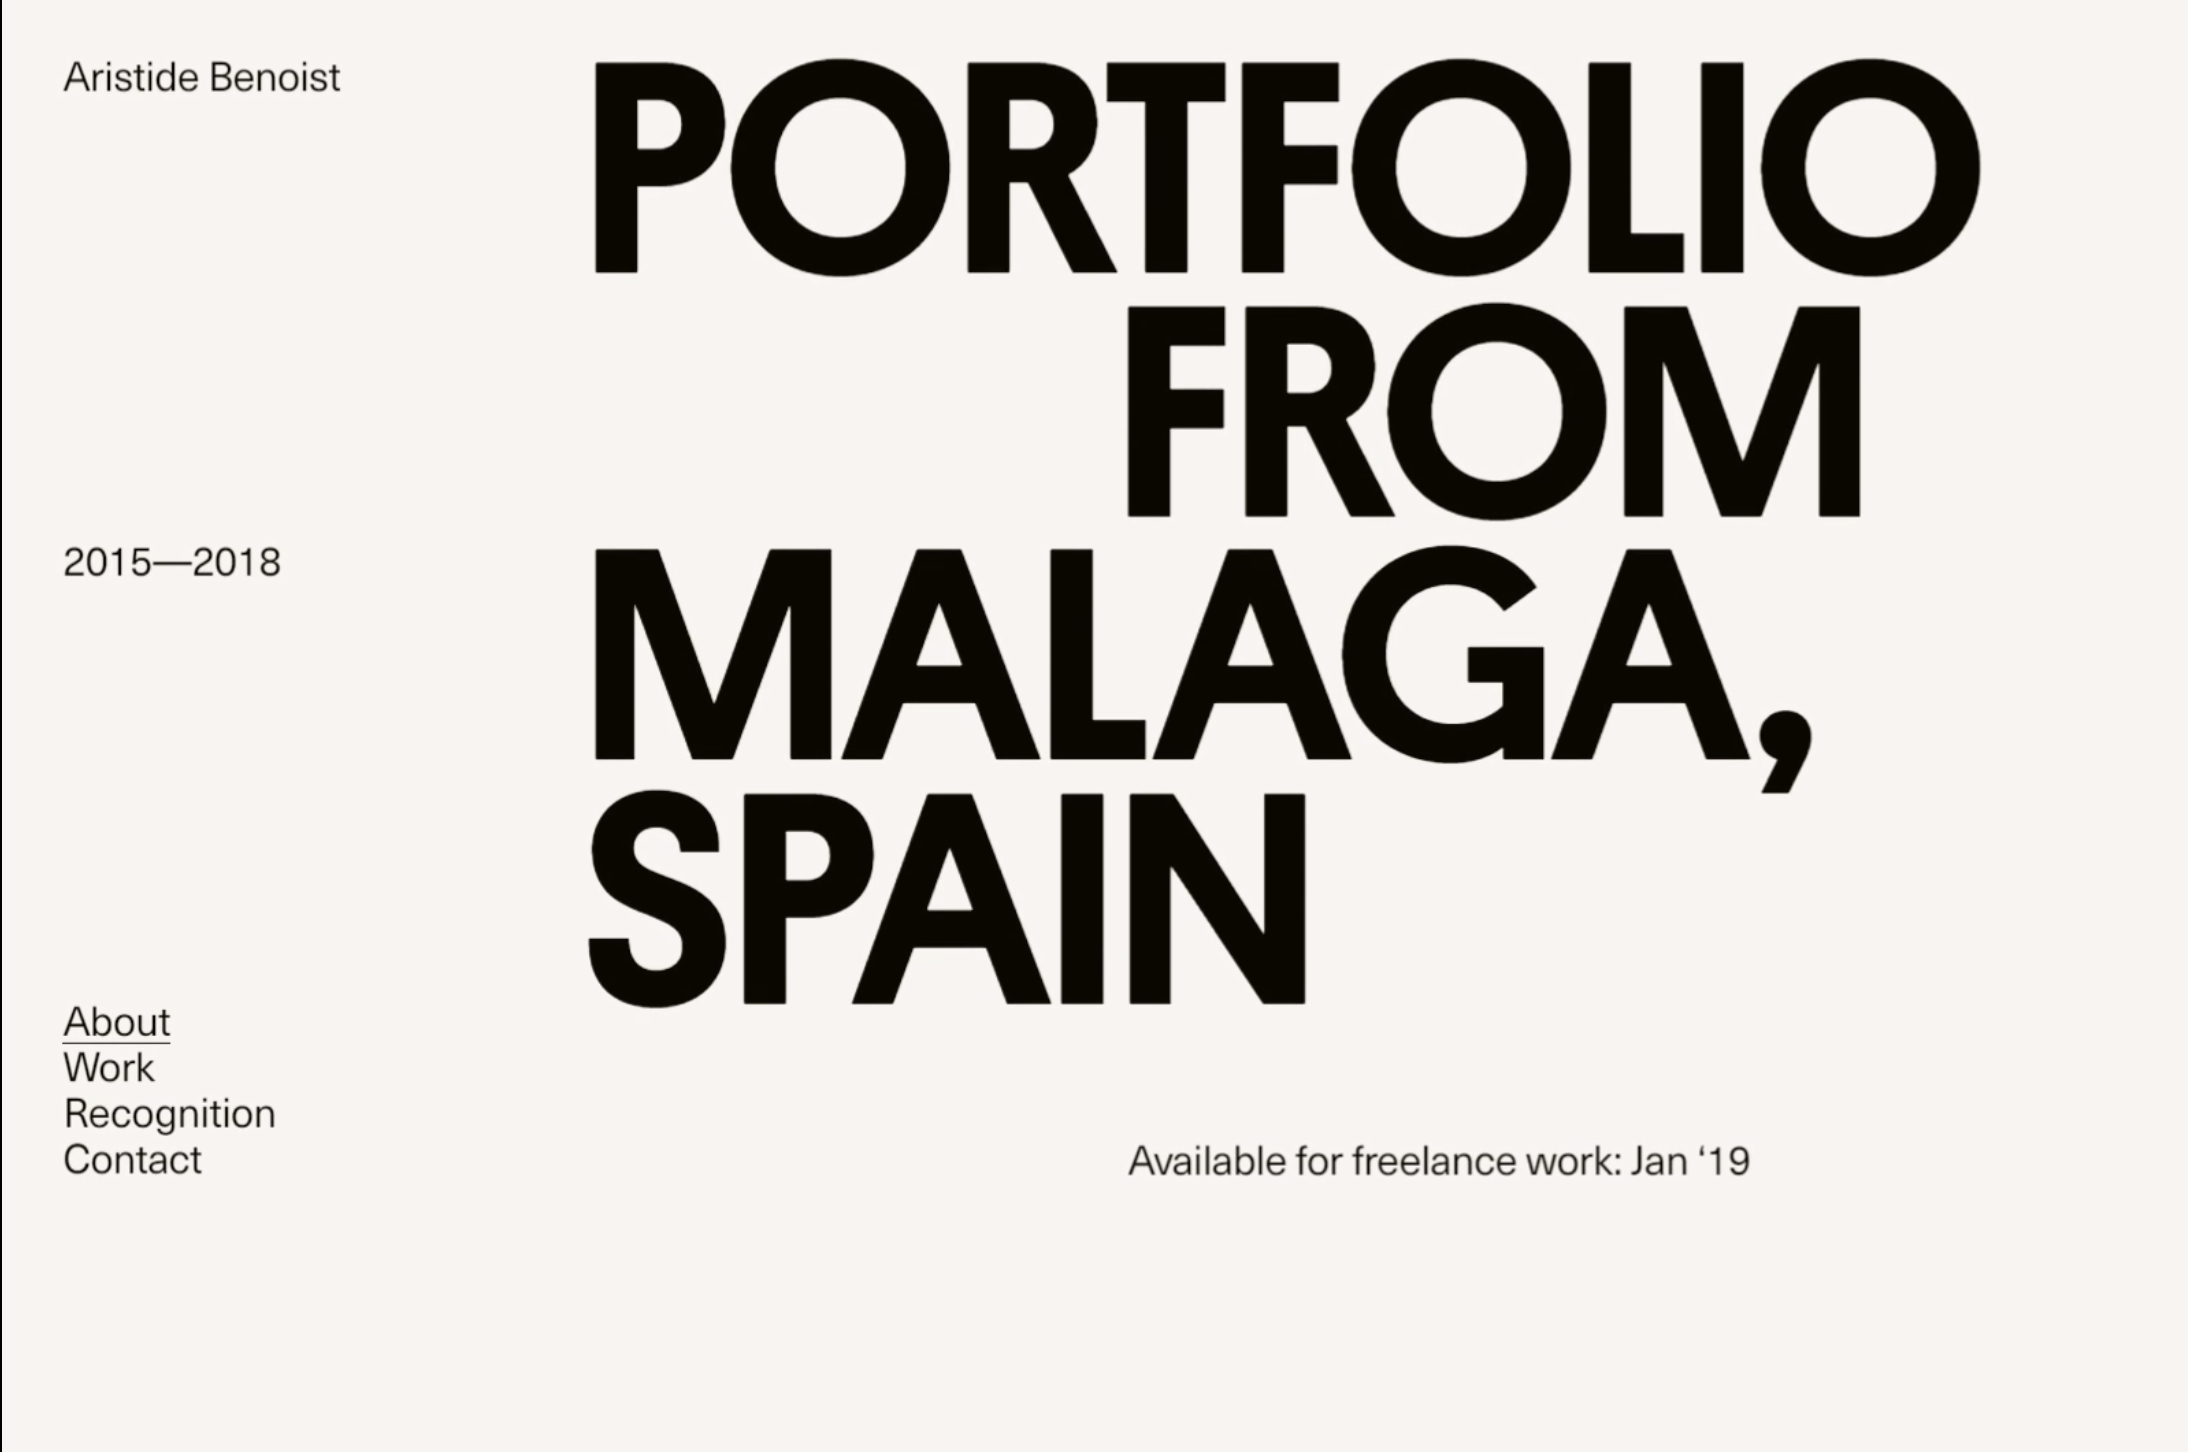 Aristide Benoist
PORTFOLIO
FROM
2015—2018
MALAGA,
SPAIN
About
Work
Recognition
Contact
Available for freelance work: Jan ‘19